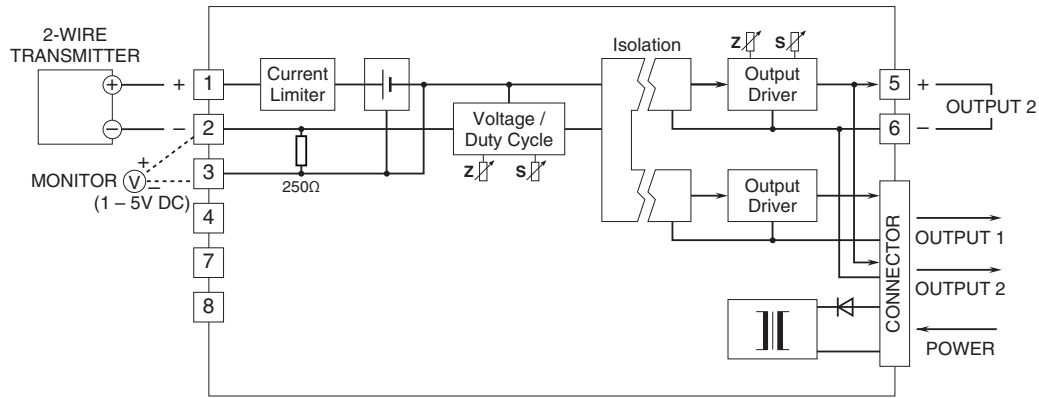 2-WIRE
TRANSMITTER
+
−
+
−
1
2
3
4
7
8
MONITOR
V
+
−
(1 – 5V DC)
Current
Limiter
250Ω
Voltage /
Duty Cycle
Z
S
Isolation
Z
S
Output
Driver
Output
Driver
5
6
+
−
OUTPUT 2
CONNECTOR
OUTPUT 1
OUTPUT 2
POWER